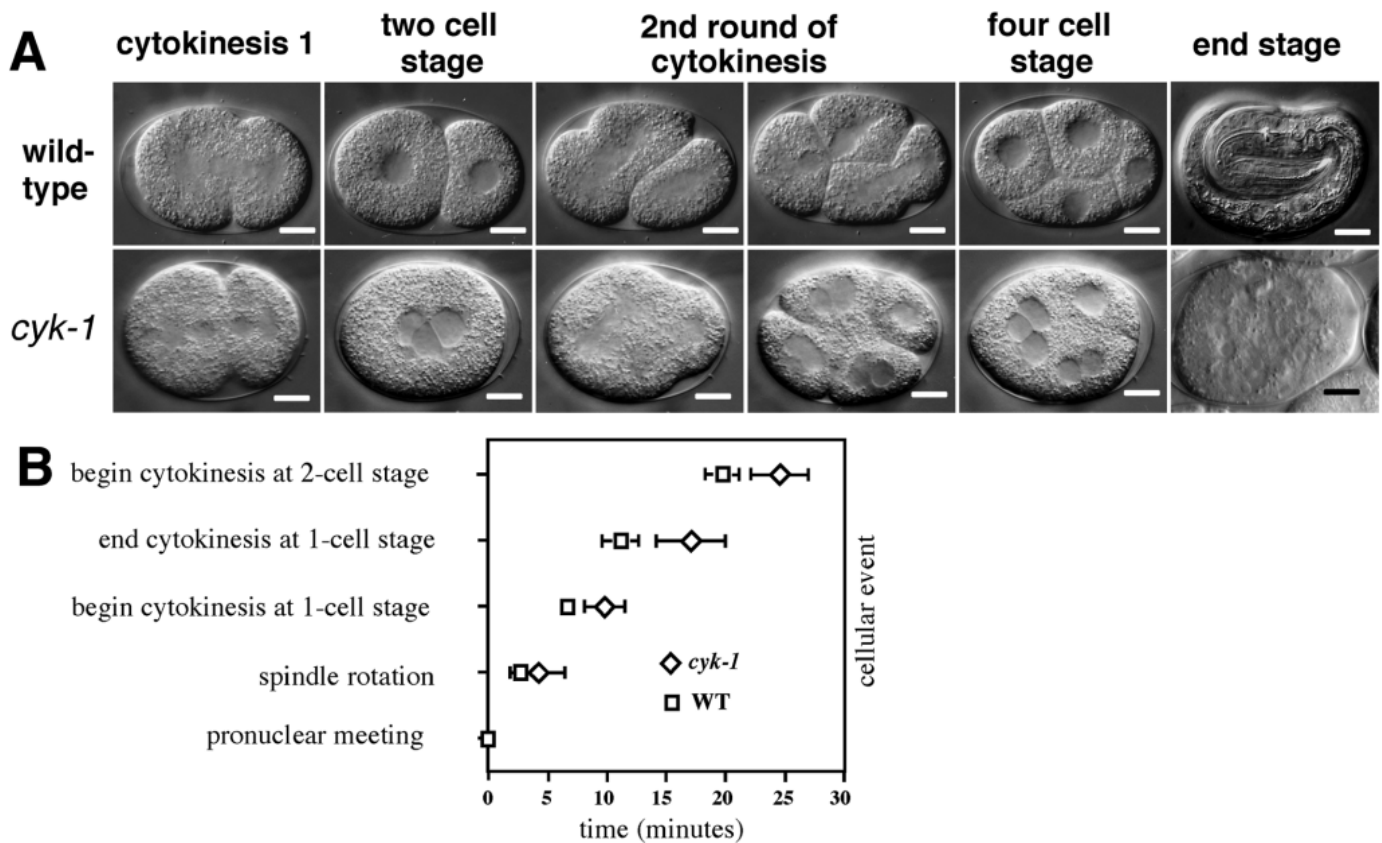 A
cytokinesis 1
two cell
stage
2nd round of
cytokinesis
four cell
stage
end stage
wild-
type
cyk-1
B
begin cytokinesis at 2-cell stage
end cytokinesis at 1-cell stage
begin cytokinesis at 1-cell stage
spindle rotation
pronuclear meeting
cyk-1
WT
cellular event
0 5 10 15 20 25 30
time (minutes)